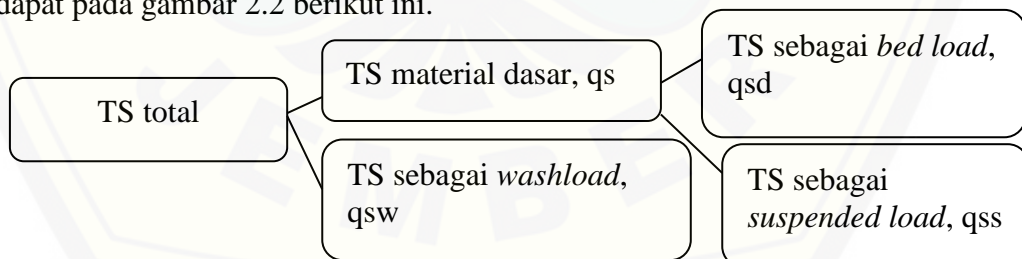 dapat pada gambar 2.2 berikut ini.
TS total
TS material dasar, qs
TS sebagai washload,
qsw
TS sebagai bed load,
qsd
TS sebagai
suspended load, qss